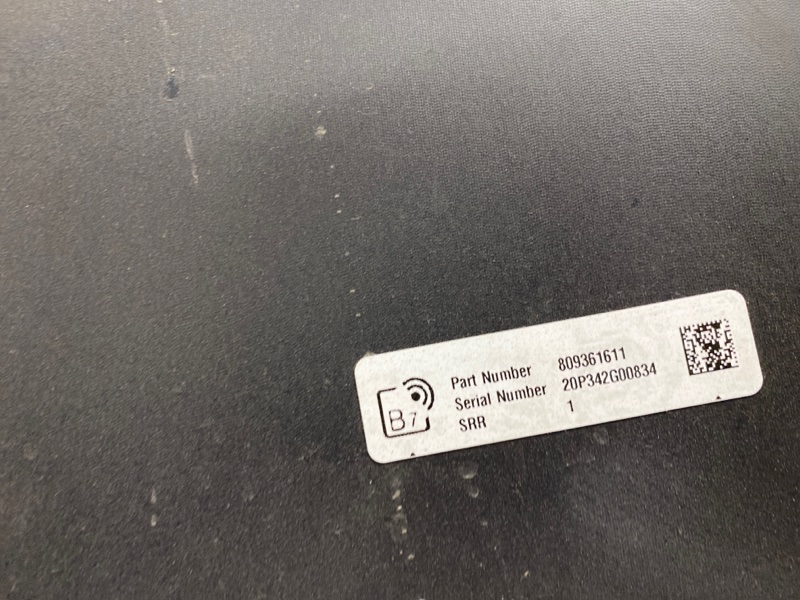 B7
Part Number 809361611
Serial Number 20P342G00834
SRR 1